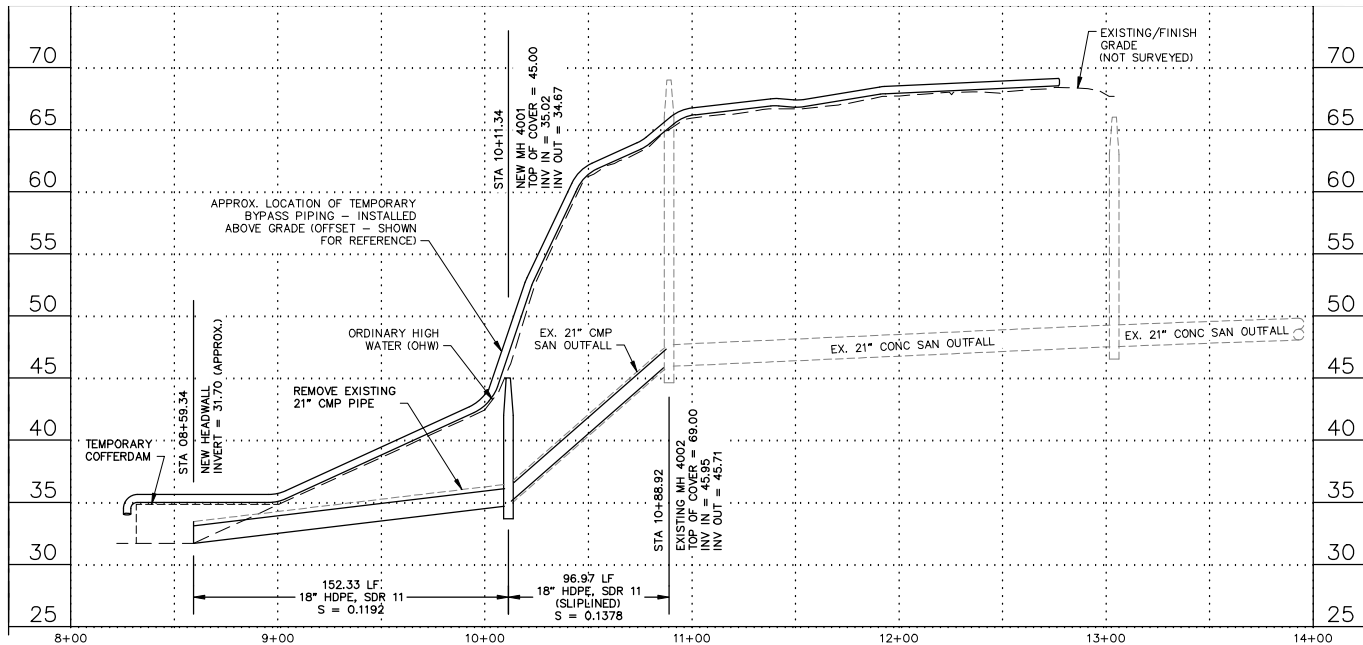 70
65
60
55
50
45
40
35
30
25
70
65
60
55
50
45
40
35
30
25
8+00
9+00
10+00
11+00
12+00
13+00
14+00
EXISTING/FINISH
GRADE
(NOT SURVEYED)
STA 10+11.34
NEW MH 4001
TOP OF COVER = 45.00
INV IN = 35.02
INV OUT = 34.67
APPROX. LOCATION OF TEMPORARY
BYPASS PIPING – INSTALLED
ABOVE GRADE (OFFSET – SHOWN
FOR REFERENCE)
ORDINARY HIGH
WATER (OHW)
EX. 21" CMP
SAN OUTFALL
EX. 21" CONC SAN OUTFALL
EX. 21" CONC SAN OUTFALL
REMOVE EXISTING
21" CMP PIPE
TEMPORARY
COFFERDAM
STA 08+59.34
NEW HEADWALL
INVERT = 31.70 (APPROX.)
STA 10+88.92
EXISTING MH 4002
TOP OF COVER = 69.00
INV IN = 45.95
INV OUT = 45.71
152.33 LF
18" HDPE, SDR 11
S = 0.1192
96.97 LF
18" HDPE, SDR 11
(SLIPLINED)
S = 0.1378